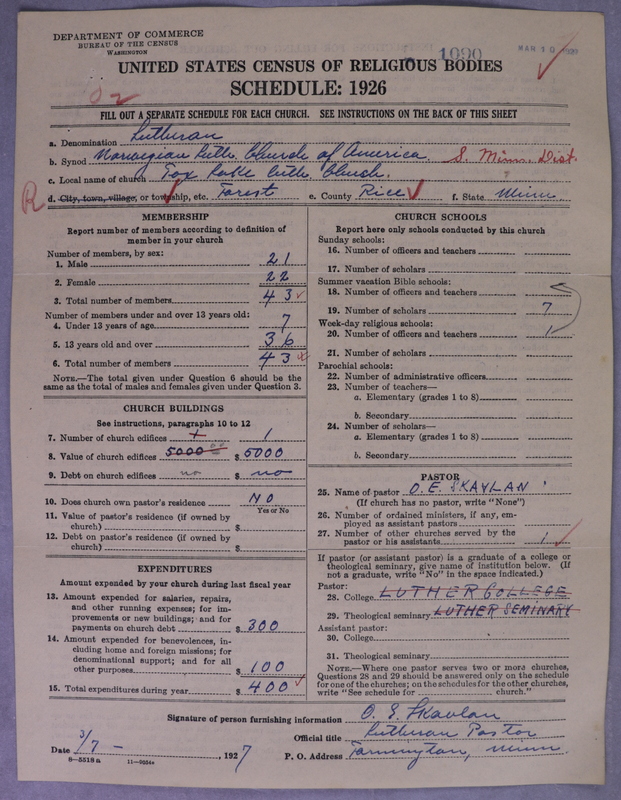 DEPARTMENT OF COMMERCE
BUREAU OF THE CENSUS
WASHINGTON
1090
MAR 10 1927
UNITED STATES CENSUS OF RELIGIOUS BODIES
SCHEDULE: 1926
FILL OUT A SEPARATE SCHEDULE FOR EACH CHURCH. SEE INSTRUCTIONS ON THE BACK OF THIS SHEET
a. Denomination Lutheran
b. Synod Norwegian Luth. Church of America. S. Minn. Dist.
c. Local name of church Fox Lake Luth. Church.
R d. City, town, village, or township, etc. Forest e. County Rice f. State Minn.
MEMBERSHIP
Report number of members according to definition of
member in your church
Number of members, by sex:
1. Male 21
2. Female 22
3. Total number of members 43
Number of members under and over 13 years old:
4. Under 13 years of age 7
5. 13 years old and over 36
6. Total number of members 43
NOTE.—The total given under Question 6 should be the
same as the total of males and females given under Question 3.
CHURCH BUILDINGS
See instructions, paragraphs 10 to 12
7. Number of church edifices 1
8. Value of church edifices 5000 00 $ 5000
9. Debt on church edifices no $ no
10. Does church own pastor's residence NO
Yes or No
11. Value of pastor's residence (if owned by
church) $
12. Debt on pastor's residence (if owned by
church) $
EXPENDITURES
Amount expended by your church during last fiscal year
13. Amount expended for salaries, repairs,
and other running expenses; for im-
provements or new buildings; and for
payments on church debt $ 300
14. Amount expended for benevolences, in-
cluding home and foreign missions; for
denominational support; and for all
other purposes $ 100
15. Total expenditures during year $ 400
CHURCH SCHOOLS
Report here only schools conducted by this church
Sunday schools:
16. Number of officers and teachers
17. Number of scholars
Summer vacation Bible schools:
18. Number of officers and teachers
19. Number of scholars 7
Week-day religious schools:
20. Number of officers and teachers 1
21. Number of scholars
Parochial schools:
22. Number of administrative officers
23. Number of teachers—
a. Elementary (grades 1 to 8)
b. Secondary
24. Number of scholars—
a. Elementary (grades 1 to 8)
b. Secondary
PASTOR
25. Name of pastor O. E. SKAVLAN
(If church has no pastor, write "None")
26. Number of ordained ministers, if any, em-
ployed as assistant pastors
27. Number of other churches served by the
pastor or his assistants 1
If pastor (or assistant pastor) is a graduate of a college or
theological seminary, give name of institution below. (If
not a graduate, write "No" in the space indicated.)
Pastor:
28. College LUTHER COLLEGE
29. Theological seminary LUTHER SEMINARY
Assistant pastor:
30. College
31. Theological seminary
NOTE.—Where one pastor serves two or more churches,
Questions 28 and 29 should be answered only on the schedule
for one of the churches; on the schedules for the other churches,
write "See schedule for church."
Signature of person furnishing information O. E. Skavlan
Official title Lutheran Pastor
Date 3/7 - , 1927 P. O. Address Farmington, Minn.
8—5518 a 11—9224